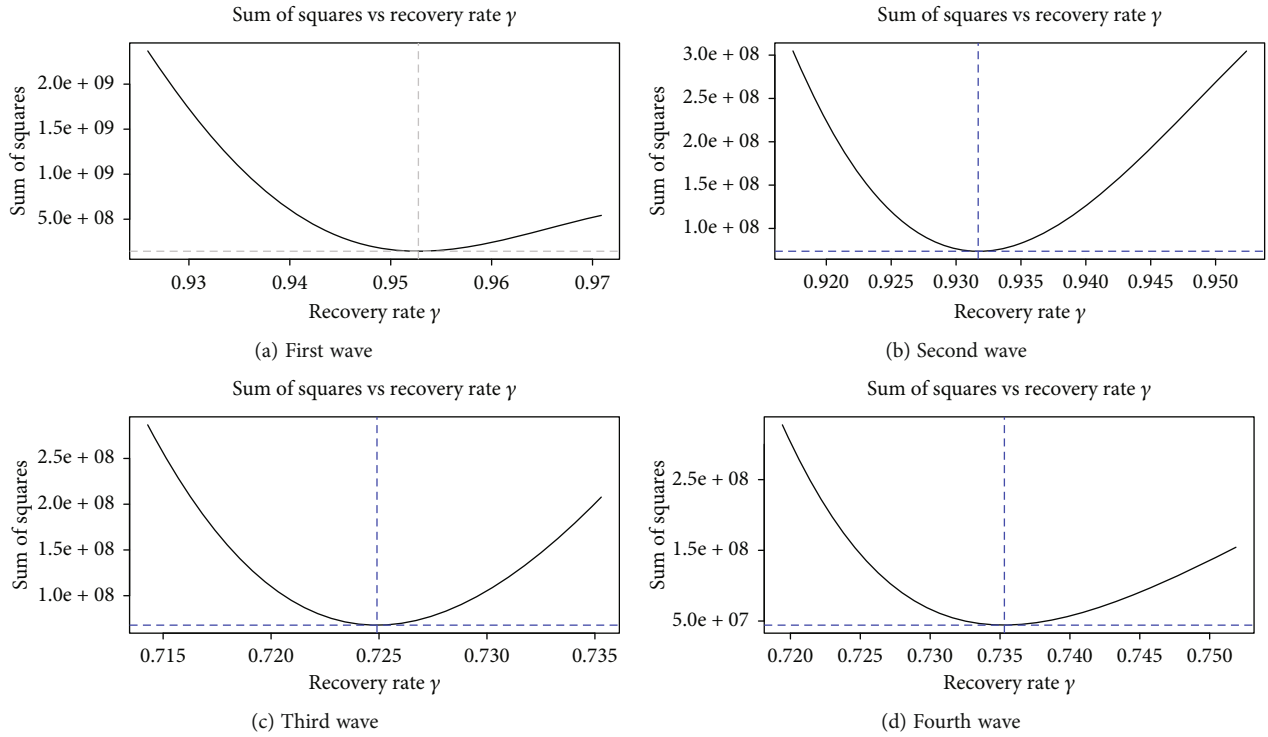 Sum of squares vs recovery rate γ
Sum of squares
2.0e + 09
1.5e + 09
1.0e + 09
5.0e + 08
0.93 0.94 0.95 0.96 0.97
Recovery rate γ
(a) First wave
Sum of squares vs recovery rate γ
Sum of squares
3.0e + 08
2.5e + 08
2.0e + 08
1.5e + 08
1.0e + 08
0.920 0.925 0.930 0.935 0.940 0.945 0.950
Recovery rate γ
(b) Second wave
Sum of squares vs recovery rate γ
Sum of squares
2.5e + 08
2.0e + 08
1.5e + 08
1.0e + 08
0.715 0.720 0.725 0.730 0.735
Recovery rate γ
(c) Third wave
Sum of squares vs recovery rate γ
Sum of squares
2.5e + 08
1.5e + 08
5.0e + 07
0.720 0.725 0.730 0.735 0.740 0.745 0.750
Recovery rate γ
(d) Fourth wave